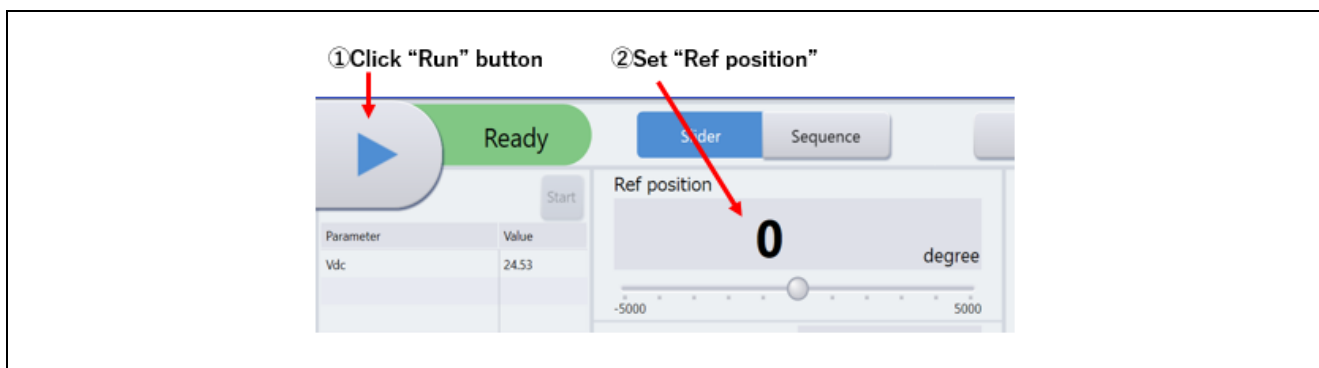 ①Click “Run” button
②Set “Ref position”
Ready
Slider
Sequence
Start
Ref position
Parameter
Value
0
degree
Vdc
24.53
-5000
5000